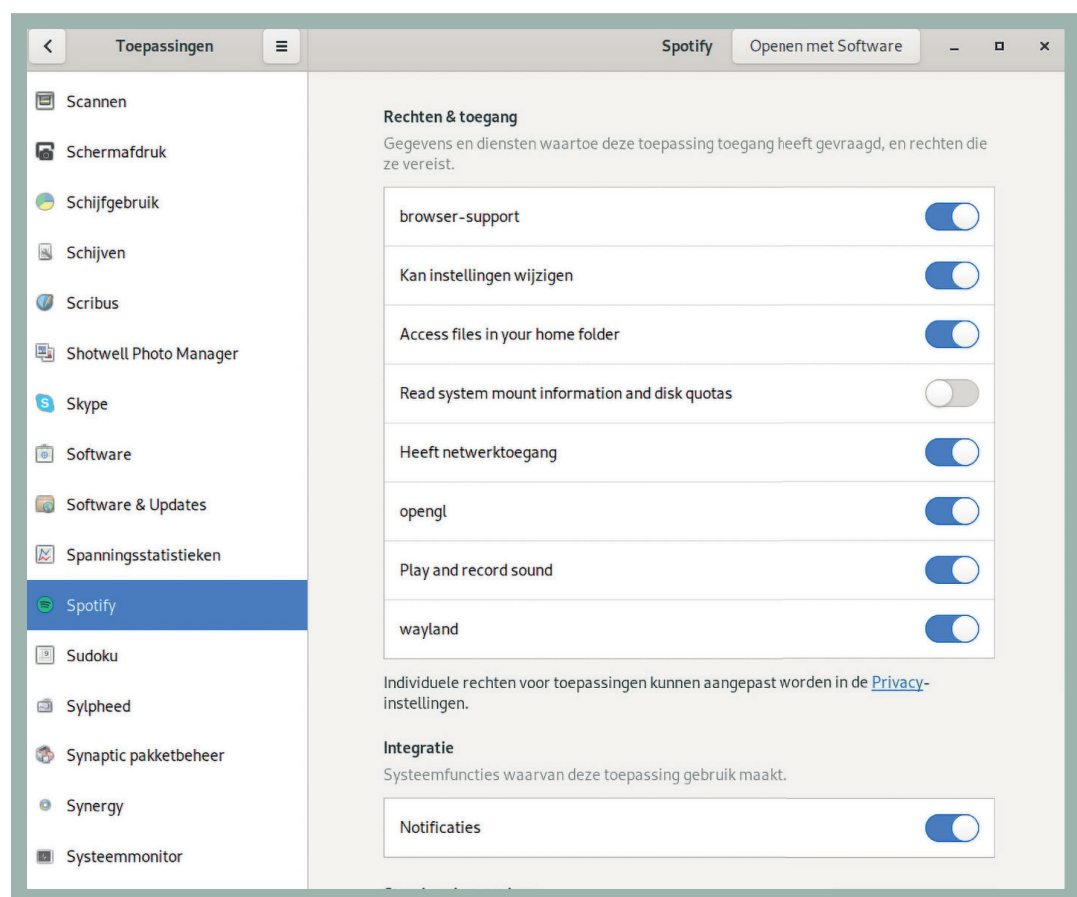 Toepassingen
Spotify
Openen met Software
Scannen
Schermafdruk
Schijfgebruik
Schijven
Scribus
Shotwell Photo Manager
Skype
Software
Software & Updates
Spanningsstatistieken
Spotify
Sudoku
Sylpheed
Synaptic pakketbeheer
Synergy
Systeemmonitor
Rechten & toegang
Gegevens en diensten waartoe deze toepassing toegang heeft gevraagd, en rechten die
ze vereist.
browser-support
Kan instellingen wijzigen
Access files in your home folder
Read system mount information and disk quotas
Heeft netwerktoegang
opengl
Play and record sound
wayland
Individuele rechten voor toepassingen kunnen aangepast worden in de Privacy-
instellingen.
Integratie
Systeemfuncties waarvan deze toepassing gebruik maakt.
Notificaties